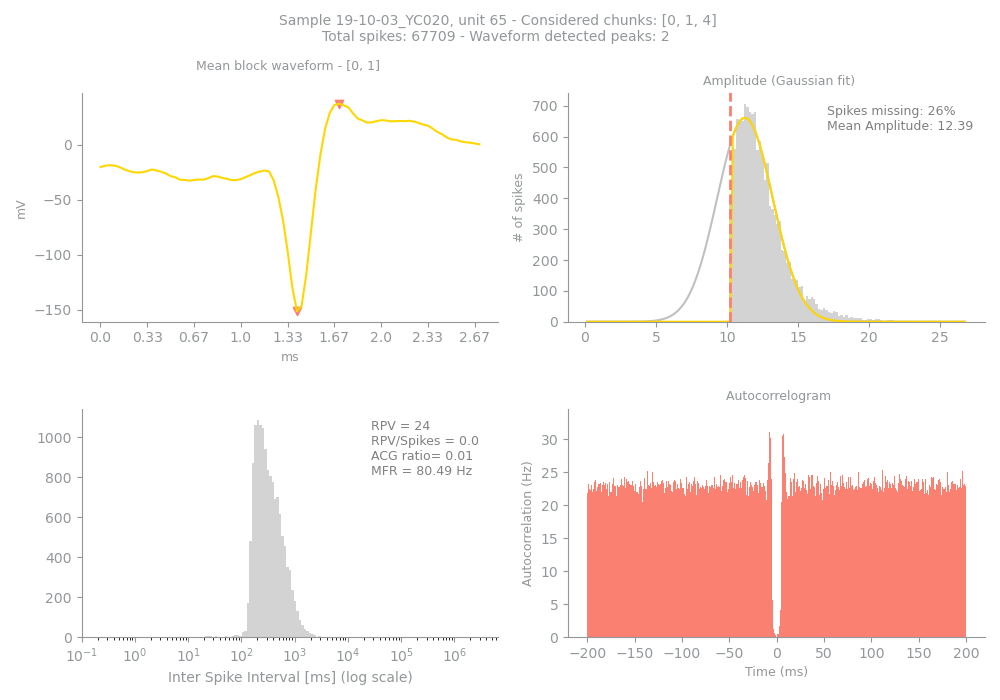 Sample 19-10-03_YC020, unit 65 - Considered chunks: [0, 1, 4]
Total spikes: 67709 - Waveform detected peaks: 2
Mean block waveform - [0, 1]
0
−50
−100
−150
mV
0.0 0.33 0.67 1.0 1.33 1.67 2.0 2.33 2.67
ms
Amplitude (Gaussian fit)
Spikes missing: 26%
Mean Amplitude: 12.39
700
600
500
400
300
200
100
0
# of spikes
0 5 10 15 20 25
RPV = 24
RPV/Spikes = 0.0
ACG ratio= 0.01
MFR = 80.49 Hz
1000
800
600
400
200
0
10⁻¹ 10⁰ 10¹ 10² 10³ 10⁴ 10⁵ 10⁶
Inter Spike Interval [ms] (log scale)
Autocorrelogram
30
25
20
15
10
5
0
Autocorrelation (Hz)
−200 −150 −100 −50 0 50 100 150 200
Time (ms)